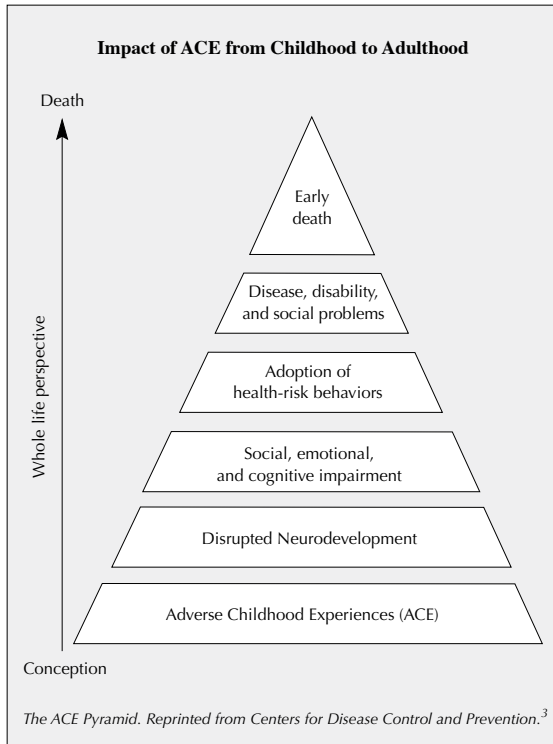 Impact of ACE from Childhood to Adulthood
Death
Whole life perspective
Early
death
Disease, disability,
and social problems
Adoption of
health-risk behaviors
Social, emotional,
and cognitive impairment
Disrupted Neurodevelopment
Adverse Childhood Experiences (ACE)
Conception
The ACE Pyramid. Reprinted from Centers for Disease Control and Prevention.3